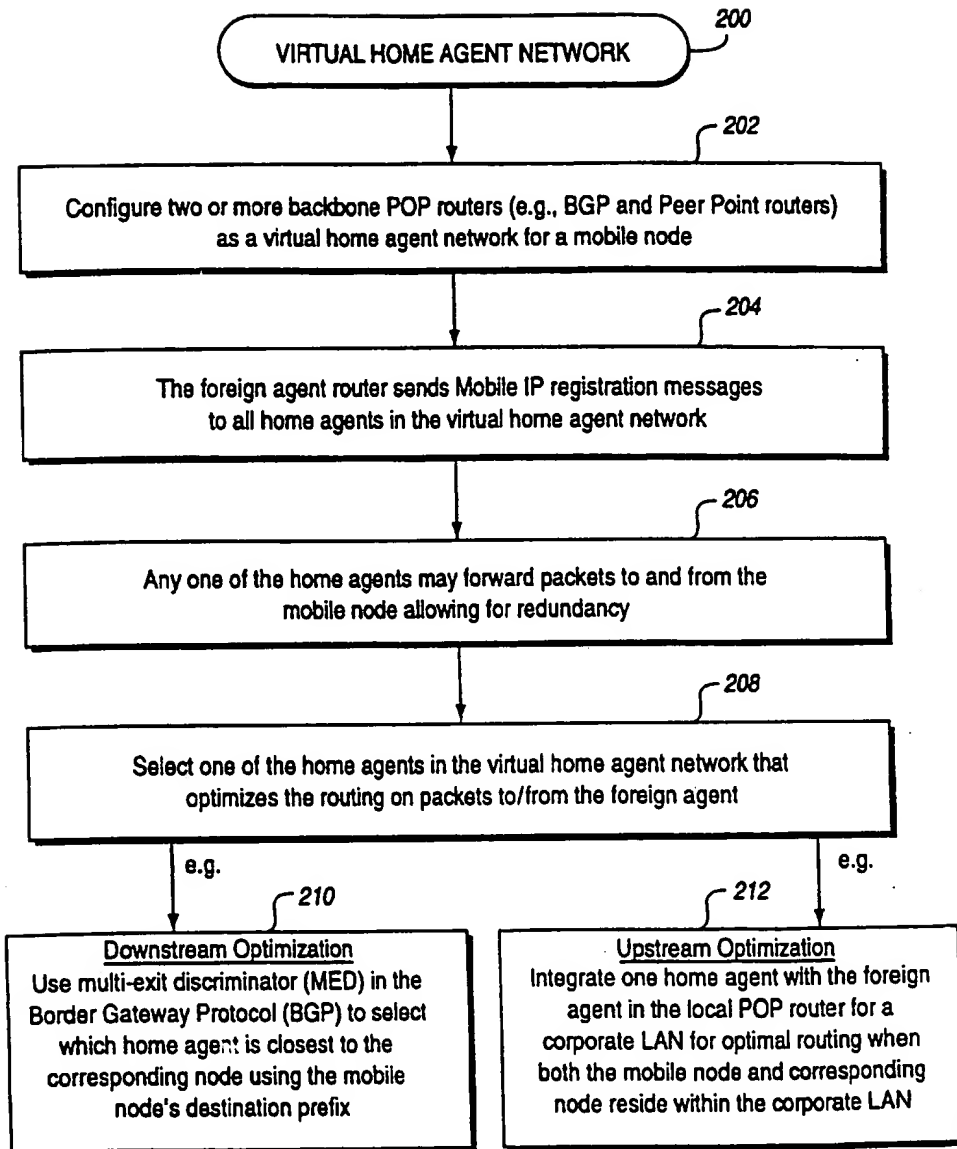 200
VIRTUAL HOME AGENT NETWORK
202
Configure two or more backbone POP routers (e.g., BGP and Peer Point routers)
as a virtual home agent network for a mobile node
204
The foreign agent router sends Mobile IP registration messages
to all home agents in the virtual home agent network
206
Any one of the home agents may forward packets to and from the
mobile node allowing for redundancy
208
Select one of the home agents in the virtual home agent network that
optimizes the routing on packets to/from the foreign agent
e.g.
e.g.
210
Downstream Optimization
Use multi-exit discriminator (MED) in the
Border Gateway Protocol (BGP) to select
which home agent is closest to the
corresponding node using the mobile
node's destination prefix
212
Upstream Optimization
Integrate one home agent with the foreign
agent in the local POP router for a
corporate LAN for optimal routing when
both the mobile node and corresponding
node reside within the corporate LAN